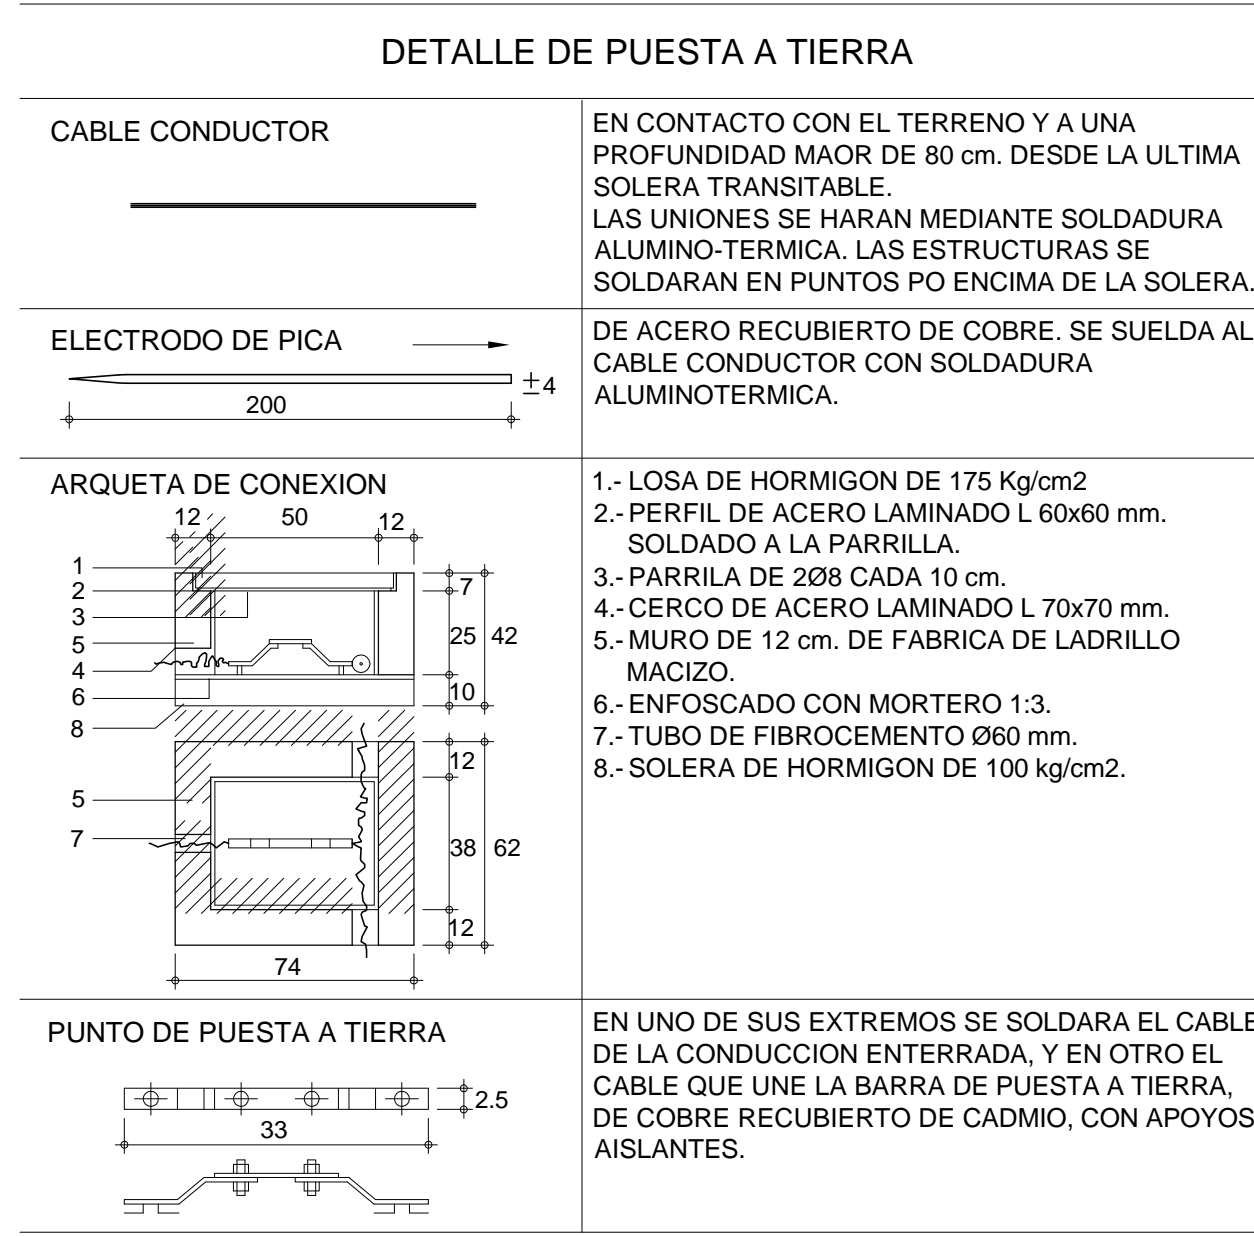 DETALLE DE PUESTA A TIERRA
CABLE CONDUCTOR
EN CONTACTO CON EL TERRENO Y A UNA
PROFUNDIDAD MAOR DE 80 cm. DESDE LA ULTIMA
SOLERA TRANSITABLE.
LAS UNIONES SE HARAN MEDIANTE SOLDADURA
ALUMINO-TERMICA. LAS ESTRUCTURAS SE
SOLDARAN EN PUNTOS PO ENCIMA DE LA SOLERA.
ELECTRODO DE PICA
±4
200
DE ACERO RECUBIERTO DE COBRE. SE SUELDA AL
CABLE CONDUCTOR CON SOLDADURA
ALUMINOTERMICA.
ARQUETA DE CONEXION
12 50 12
1
2
3
5
4
6
8
7
25 42
10
5
7
12
38 62
12
74
1.- LOSA DE HORMIGON DE 175 Kg/cm2
2.- PERFIL DE ACERO LAMINADO L 60x60 mm.
SOLDADO A LA PARRILLA.
3.- PARRILA DE 2Ø8 CADA 10 cm.
4.- CERCO DE ACERO LAMINADO L 70x70 mm.
5.- MURO DE 12 cm. DE FABRICA DE LADRILLO
MACIZO.
6.- ENFOSCADO CON MORTERO 1:3.
7.- TUBO DE FIBROCEMENTO Ø60 mm.
8.- SOLERA DE HORMIGON DE 100 kg/cm2.
PUNTO DE PUESTA A TIERRA
2.5
33
EN UNO DE SUS EXTREMOS SE SOLDARA EL CABLE
DE LA CONDUCCION ENTERRADA, Y EN OTRO EL
CABLE QUE UNE LA BARRA DE PUESTA A TIERRA,
DE COBRE RECUBIERTO DE CADMIO, CON APOYOS
AISLANTES.